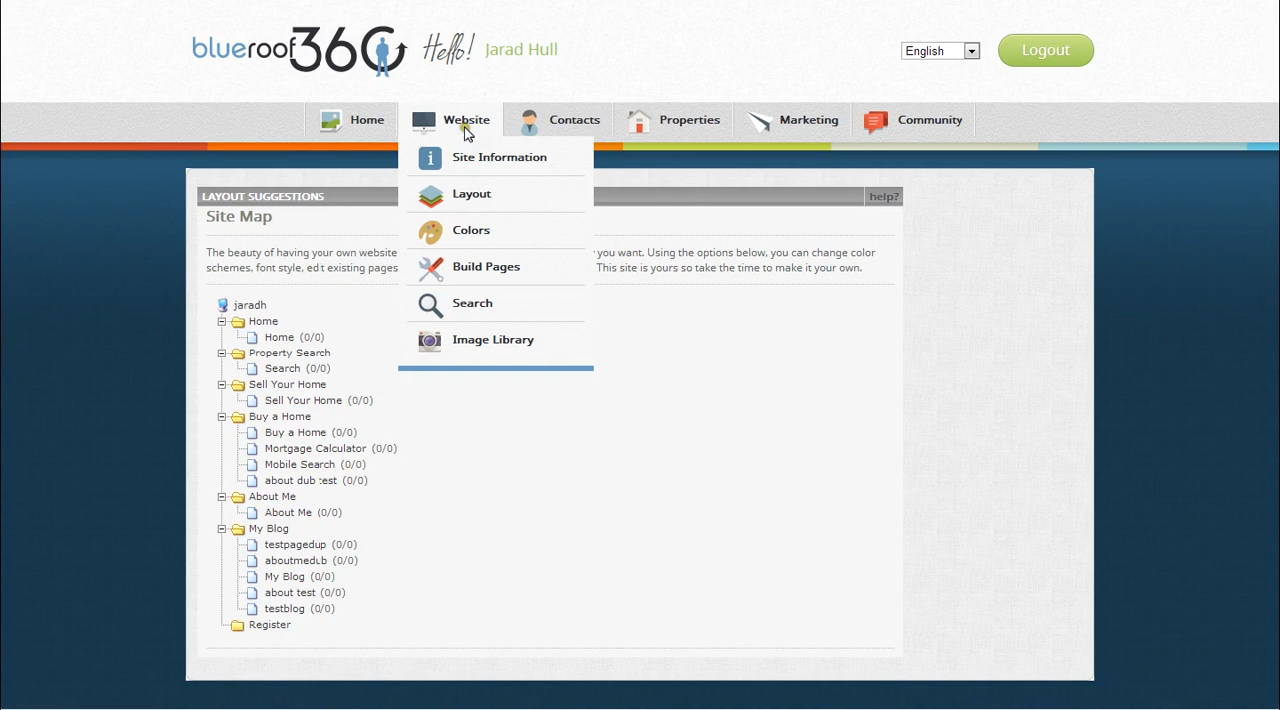 blueroof360 Hello! Jarad Hull English Logout
Home Website Contacts Properties Marketing Community
Site Information
Layout
Colors
Build Pages
Search
Image Library
LAYOUT SUGGESTIONS help?
Site Map
The beauty of having your own website you want. Using the options below, you can change color
schemes, font style, edit existing pages This site is yours so take the time to make it your own.
jaradh
Home
Home (0/0)
Property Search
Search (0/0)
Sell Your Home
Sell Your Home (0/0)
Buy a Home
Buy a Home (0/0)
Mortgage Calculator (0/0)
Mobile Search (0/0)
about dub test (0/0)
About Me
About Me (0/0)
My Blog
testpagedup (0/0)
aboutmedub (0/0)
My Blog (0/0)
about test (0/0)
testblog (0/0)
Register